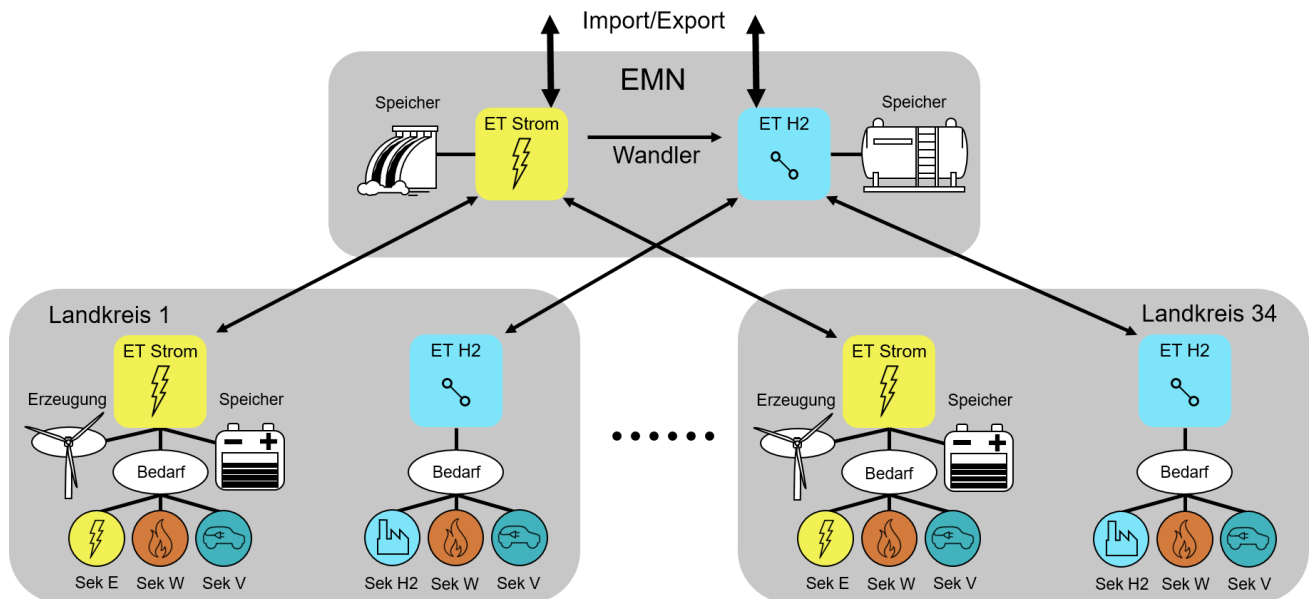 Import/Export
EMN
Speicher
ET Strom
Wandler
ET H2
Speicher
Landkreis 1
ET Strom
Erzeugung
Speicher
Bedarf
Sek E
Sek W
Sek V
ET H2
Bedarf
Sek H2
Sek W
Sek V
Landkreis 34
ET Strom
Erzeugung
Speicher
Bedarf
Sek E
Sek W
Sek V
ET H2
Bedarf
Sek H2
Sek W
Sek V